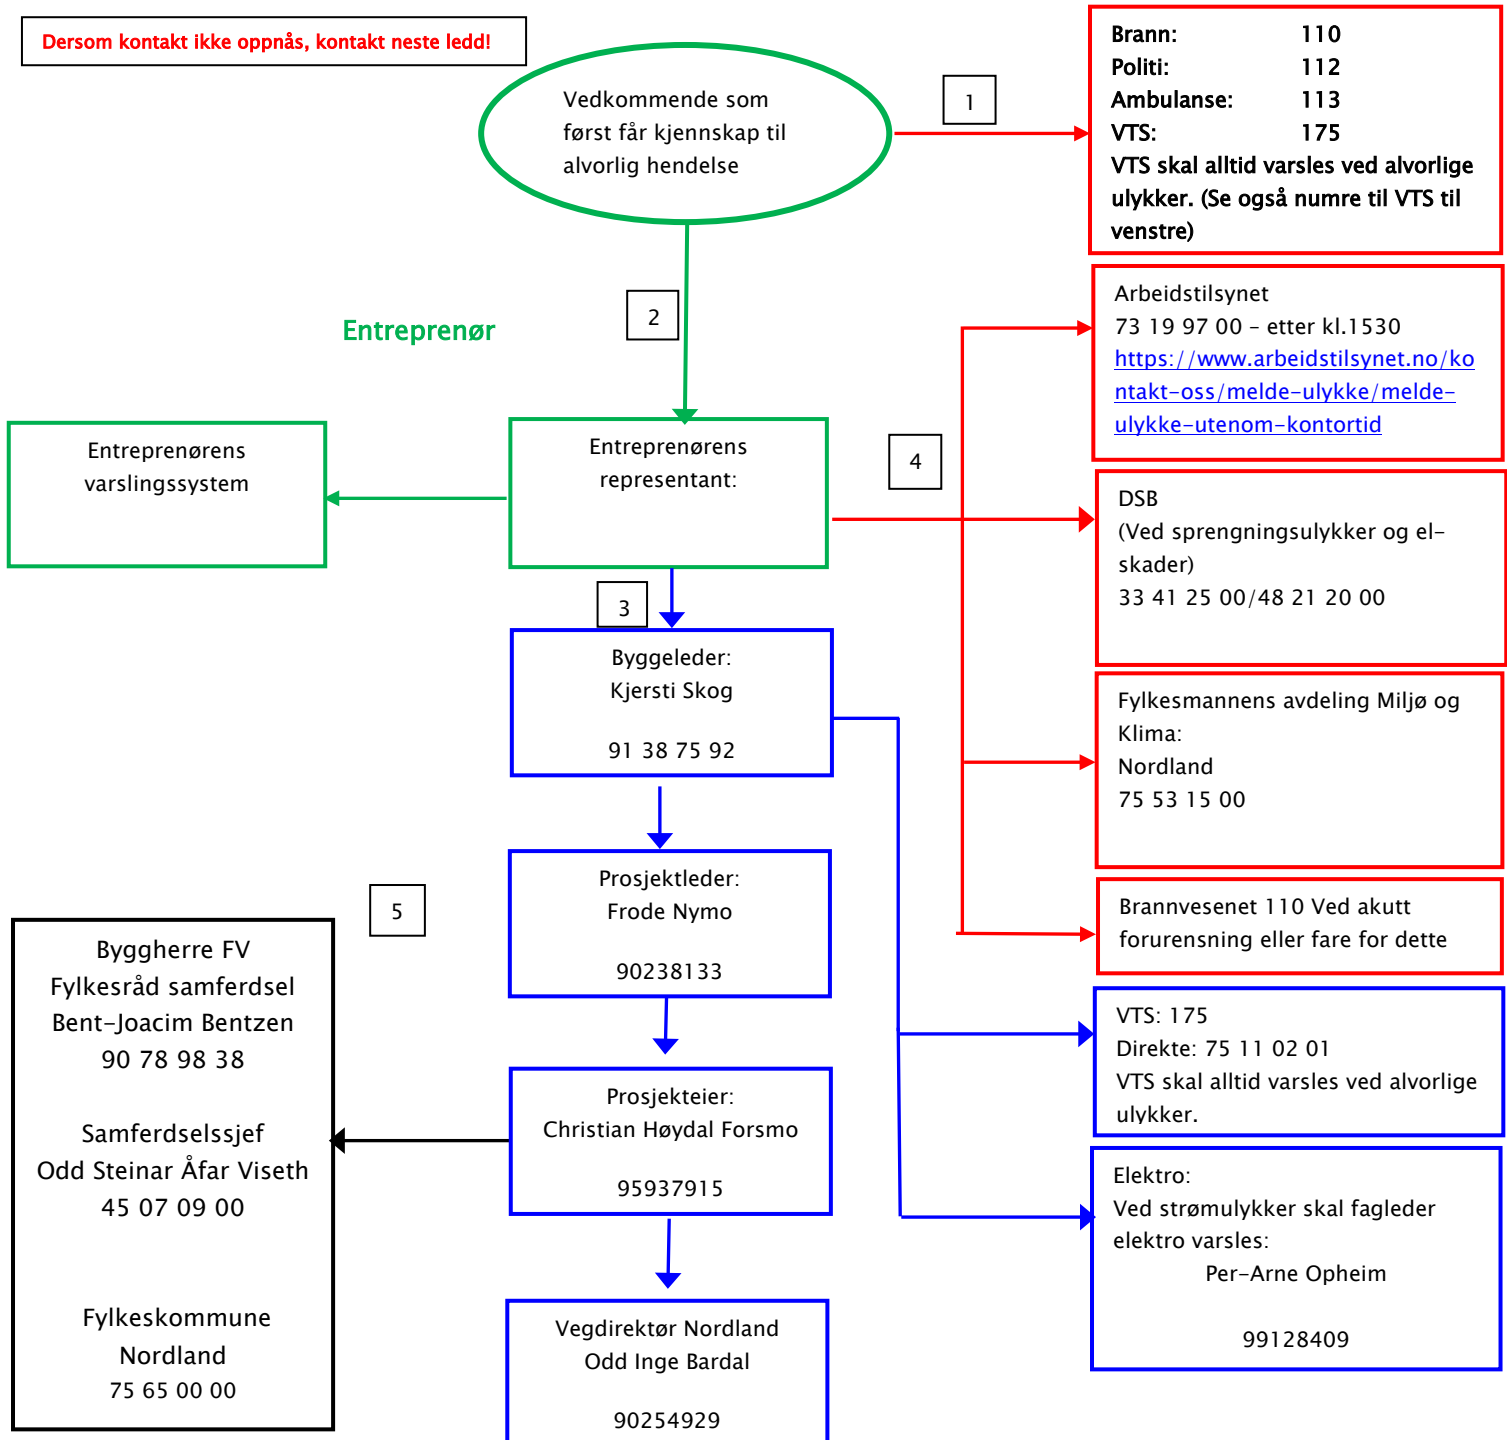 Dersom kontakt ikke oppnås, kontakt neste ledd!
Vedkommende som
først får kjennskap til
alvorlig hendelse
1
Brann: 110
Politi: 112
Ambulanse: 113
VTS: 175
VTS skal alltid varsles ved alvorlige
ulykker. (Se også numre til VTS til
venstre)
2
Entreprenør
Arbeidstilsynet
73 19 97 00 – etter kl.1530
https://www.arbeidstilsynet.no/ko
ntakt-oss/melde-ulykke/melde-
ulykke-utenom-kontortid
Entreprenørens
varslingssystem
Entreprenørens
representant:
4
DSB
(Ved sprengningsulykker og el-
skader)
33 41 25 00/48 21 20 00
3
Byggeleder:
Kjersti Skog
91 38 75 92
Fylkesmannens avdeling Miljø og
Klima:
Nordland
75 53 15 00
Prosjektleder:
Frode Nymo
90238133
5
Brannvesenet 110 Ved akutt
forurensning eller fare for dette
Byggherre FV
Fylkesråd samferdsel
Bent-Joacim Bentzen
90 78 98 38
Samferdselssjef
Odd Steinar Åfar Viseth
45 07 09 00
Fylkeskommune
Nordland
75 65 00 00
VTS: 175
Direkte: 75 11 02 01
VTS skal alltid varsles ved alvorlige
ulykker.
Prosjekteier:
Christian Høydal Forsmo
95937915
Elektro:
Ved strømulykker skal fagleder
elektro varsles:
Per-Arne Opheim
99128409
Vegdirektør Nordland
Odd Inge Bardal
90254929